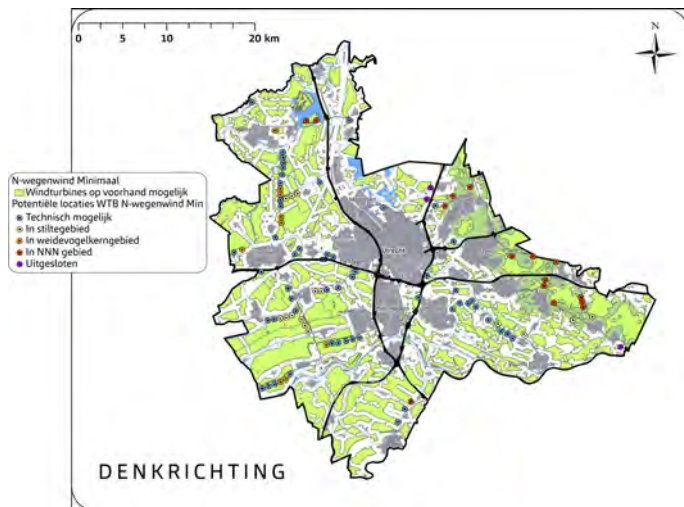 0 5 10 20 km
N
N-wegenwind Minimaal
Windturbines op voorhand mogelijk
Potentiële locaties WTB N-wegenwind Min
Technisch mogelijk
In stiltegebied
In weidevogelkerngebied
In NNN gebied
Uitgesloten
Utrecht
DENKRICHTING